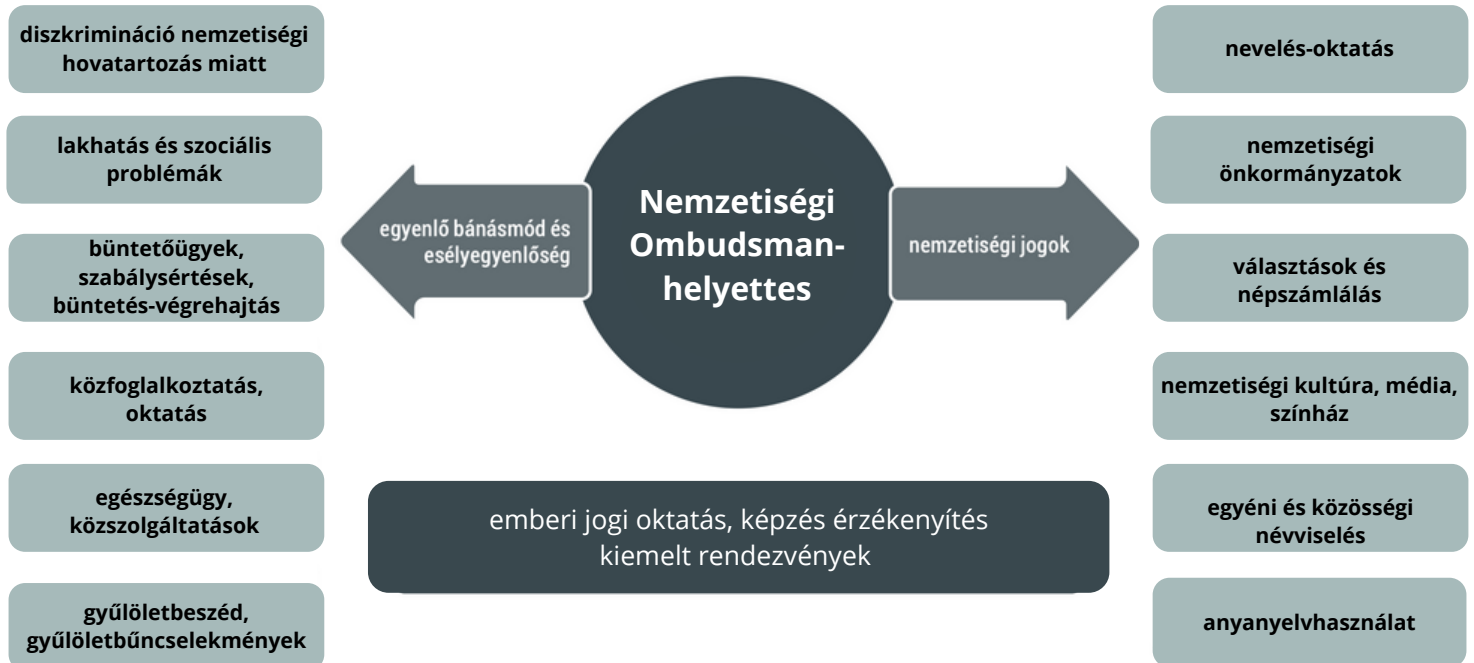 diszkrimináció nemzetiségi
hovatartozás miatt
lakhatás és szociális
problémák
büntetőügyek,
szabálysértések,
büntetés-végrehajtás
közfoglalkoztatás,
oktatás
egészségügy,
közszolgáltatások
gyűlöletbeszéd,
gyűlöletbűncselekmények
egyenlő bánásmód és
esélyegyenlőség
Nemzetiségi
Ombudsman-
helyettes
nemzetiségi jogok
emberi jogi oktatás, képzés érzékenyítés
kiemelt rendezvények
nevelés-oktatás
nemzetiségi
önkormányzatok
választások és
népszámlálás
nemzetiségi kultúra, média,
színház
egyéni és közösségi
névviselés
anyanyelvhasználat